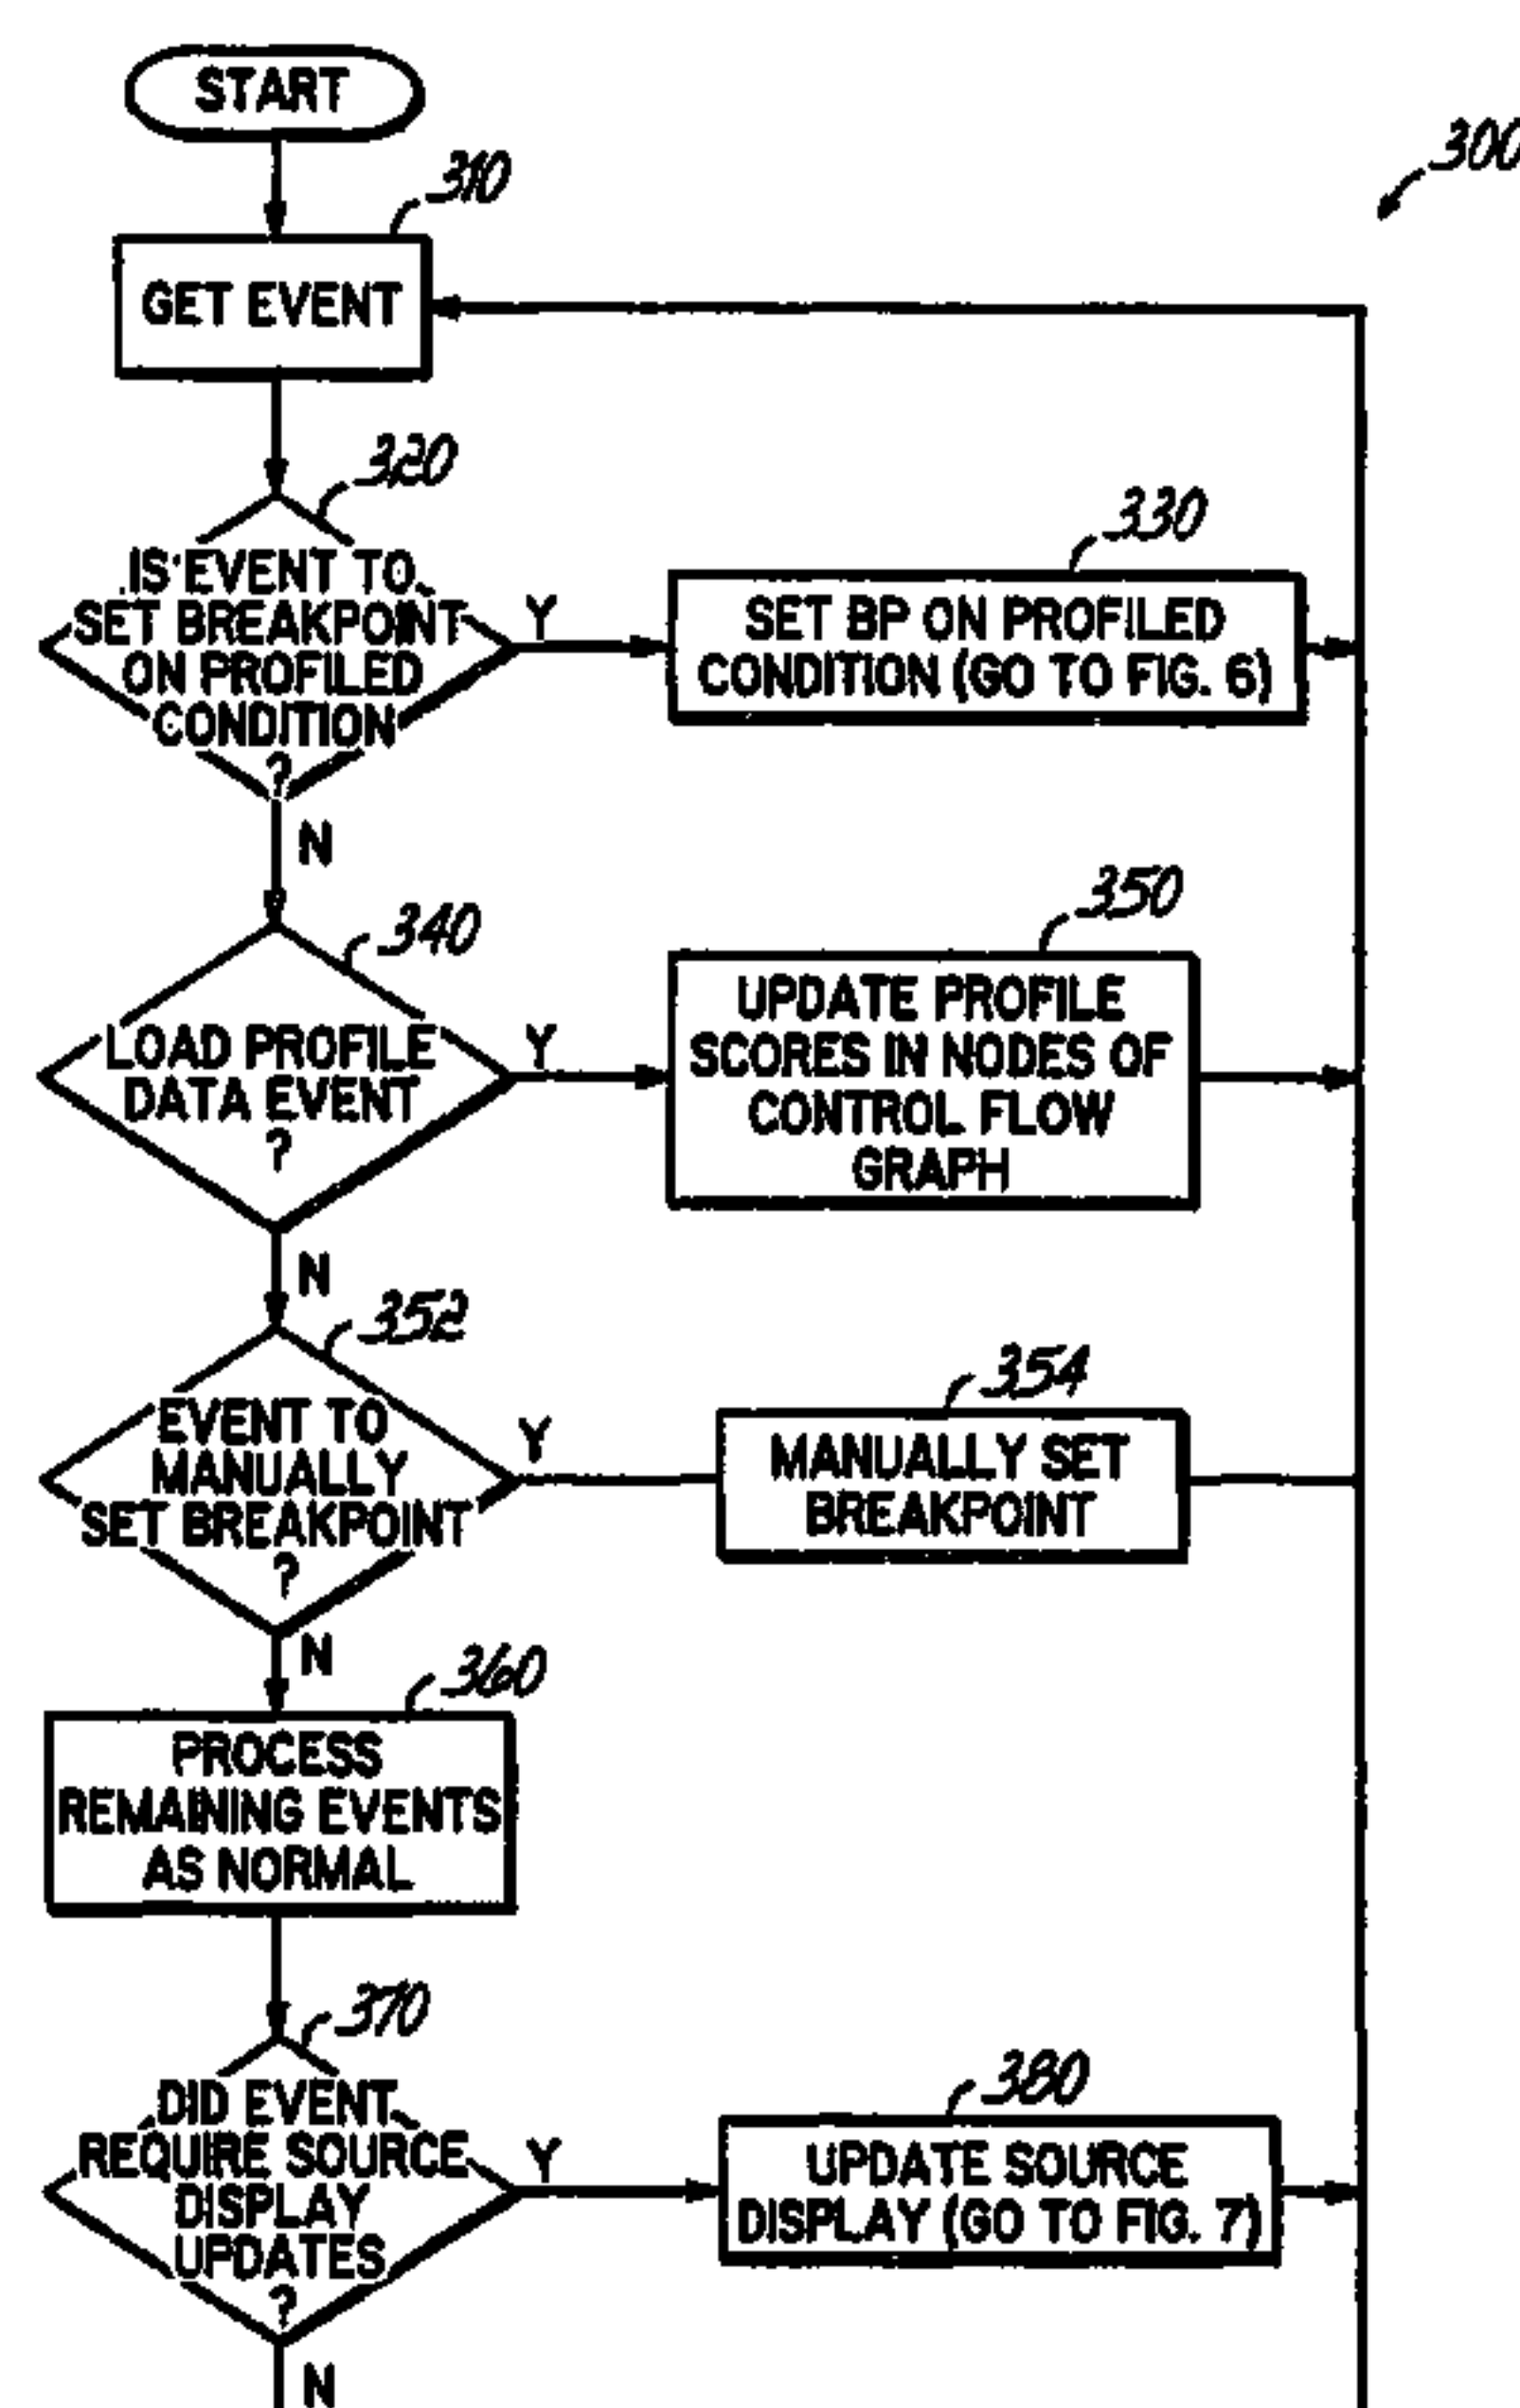 START
310
300
GET EVENT
320
IS EVENT TO
SET BREAKPOINT
ON PROFILED
CONDITION
?
Y
330
SET BP ON PROFILED
CONDITION (GO TO FIG. 6)
N
340
LOAD PROFILE
DATA EVENT
?
Y
350
UPDATE PROFILE
SCORES IN NODES OF
CONTROL FLOW
GRAPH
N
352
EVENT TO
MANUALLY
SET BREAKPOINT
?
Y
354
MANUALLY SET
BREAKPOINT
N
360
PROCESS
REMAINING EVENTS
AS NORMAL
370
DID EVENT
REQUIRE SOURCE
DISPLAY
UPDATES
?
Y
380
UPDATE SOURCE
DISPLAY (GO TO FIG. 7)
N